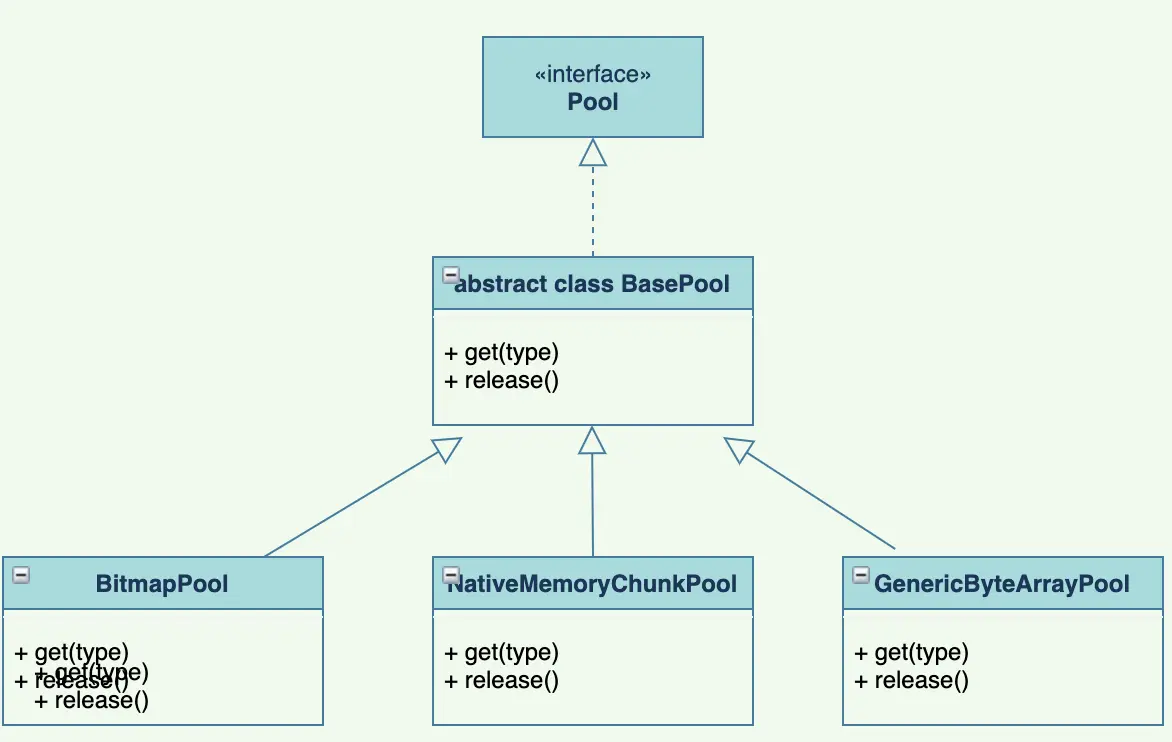 «interface»
Pool
abstract class BasePool
+ get(type)
+ release()
BitmapPool
+ get(type)
+ release()
+ get(type)
+ release()
NativeMemoryChunkPool
+ get(type)
+ release()
GenericByteArrayPool
+ get(type)
+ release()